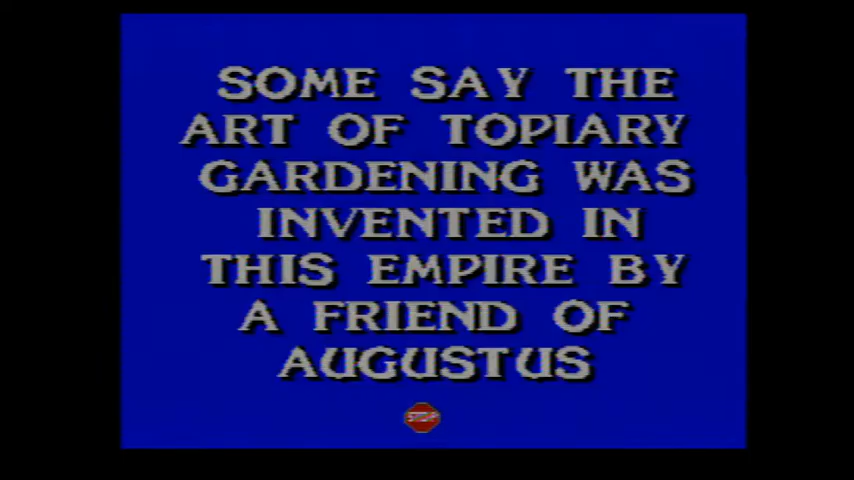 SOME SAY THE
ART OF TOPIARY
GARDENING WAS
INVENTED IN
THIS EMPIRE BY
A FRIEND OF
AUGUSTUS
STOP